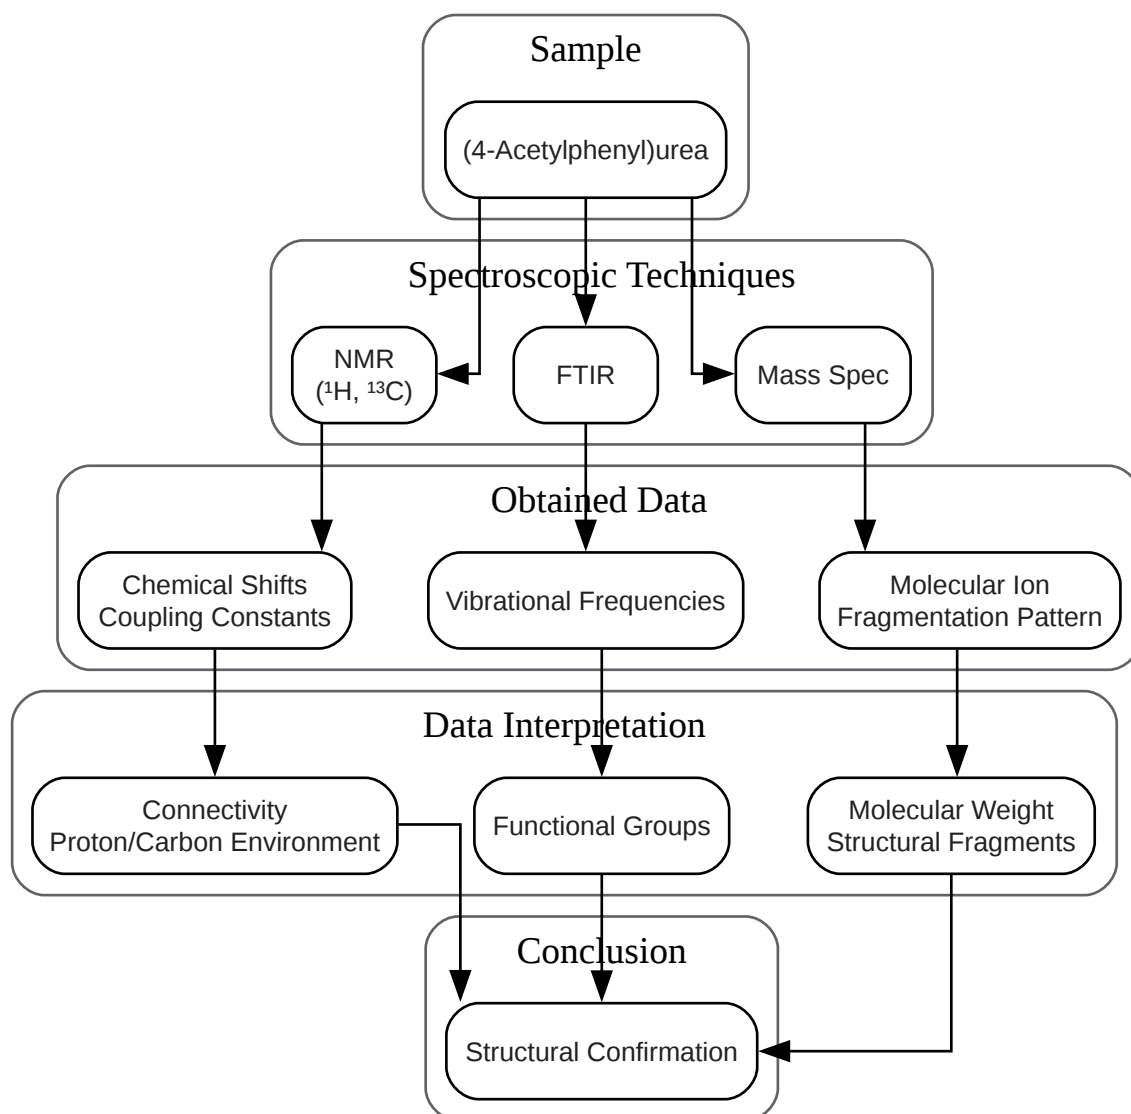 Sample
(4-Acetylphenyl)urea
Spectroscopic Techniques
NMR
(¹H, ¹³C)
FTIR
Mass Spec
Obtained Data
Chemical Shifts
Coupling Constants
Vibrational Frequencies
Molecular Ion
Fragmentation Pattern
Data Interpretation
Connectivity
Proton/Carbon Environment
Functional Groups
Molecular Weight
Structural Fragments
Conclusion
Structural Confirmation